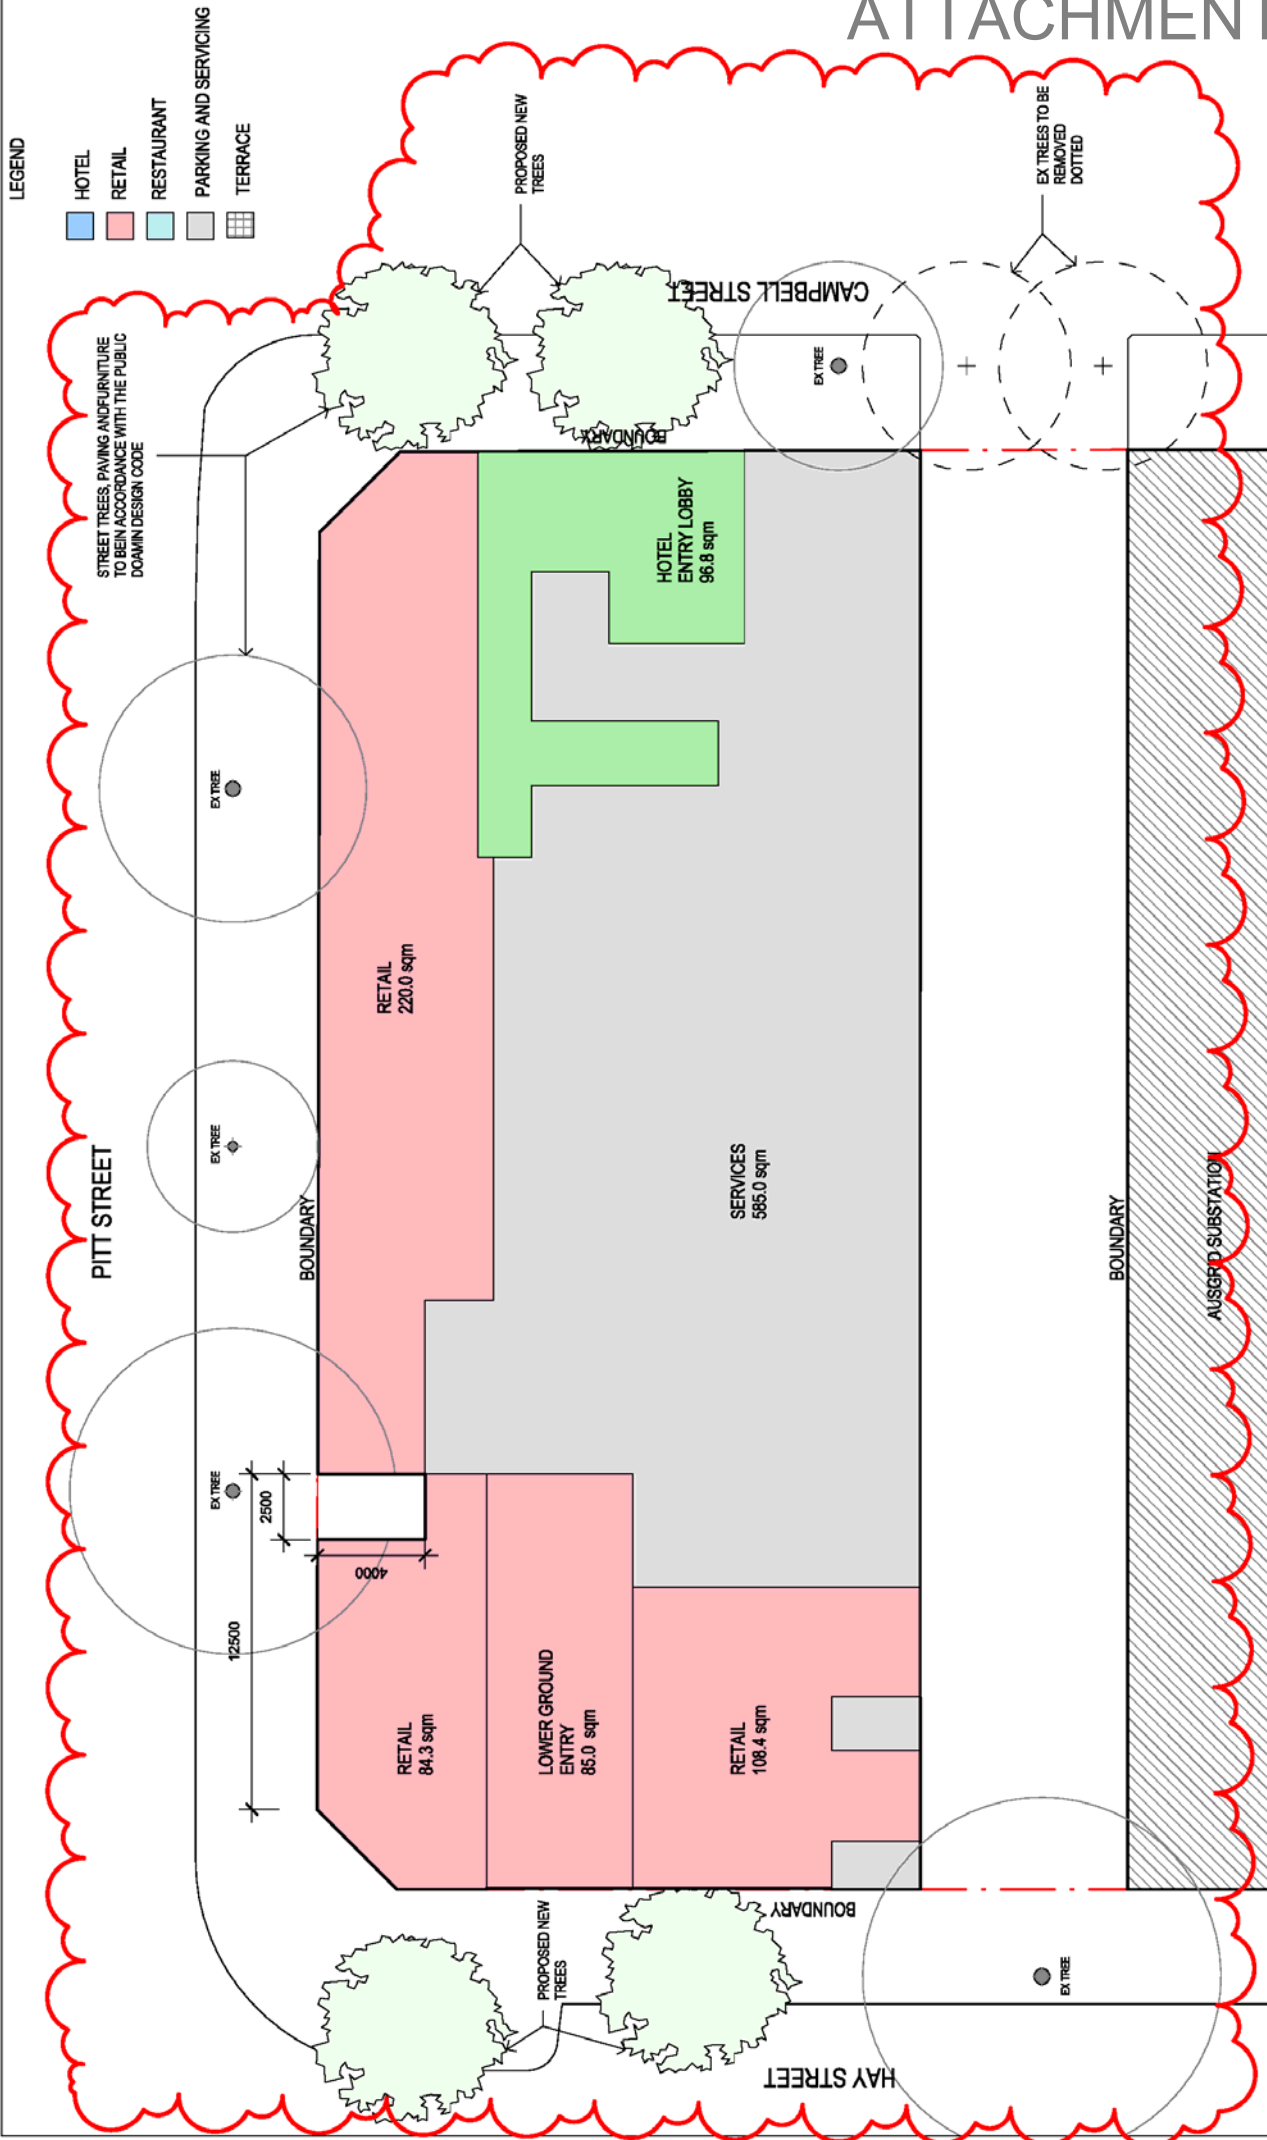 ATTACHMENT
LEGEND
HOTEL
RETAIL
RESTAURANT
PARKING AND SERVICING
TERRACE
STREET TREES, PAVING ANDFURNITURE
TO BEIN ACCORDANCE WITH THE PUBLIC
DOAMIN DESIGN CODE
PROPOSED NEW
TREES
EX TREES TO BE
REMOVED
DOTTED
CAMPBELL STREET
EX TREE
BOUNDARY
HOTEL
ENTRY LOBBY
96.8 sqm
EX TREE
RETAIL
220.0 sqm
EX TREE
PITT STREET
BOUNDARY
SERVICES
585.0 sqm
BOUNDARY
AUSGRID SUBSTATION
EX TREE
2500
4000
12500
RETAIL
84.3 sqm
LOWER GROUND
ENTRY
85.0 sqm
RETAIL
108.4 sqm
BOUNDARY
PROPOSED NEW
TREES
EX TREE
HAY STREET